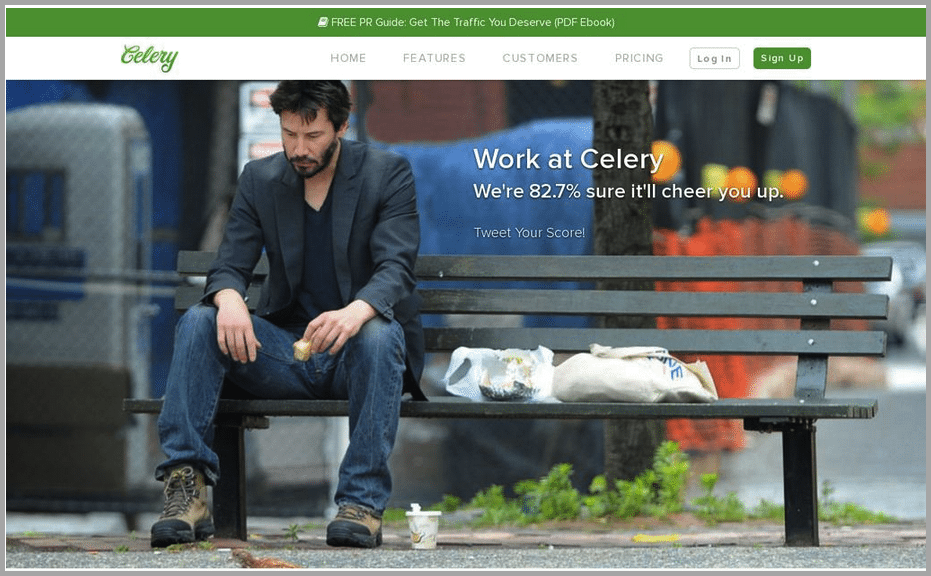 FREE PR Guide: Get The Traffic You Deserve (PDF Ebook)
Celery
HOME FEATURES CUSTOMERS PRICING Log In Sign Up
Work at Celery
We're 82.7% sure it'll cheer you up.
Tweet Your Score!